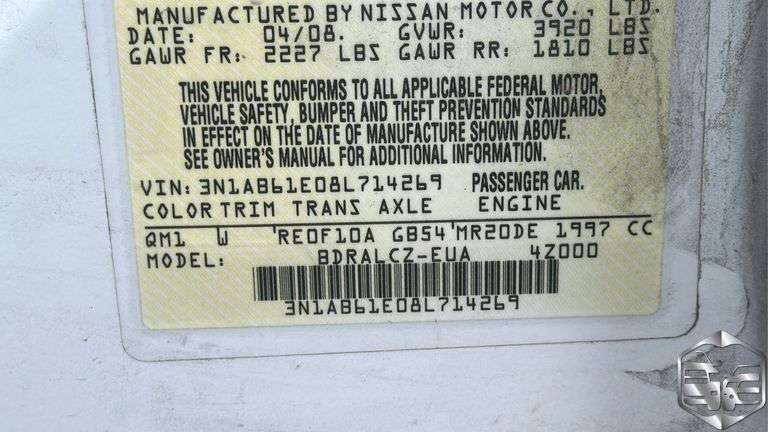 MANUFACTURED BY NISSAN MOTOR CO., LTD.
DATE: 04/08. GVWR: 3920 LBS
GAWR FR: 2227 LBS GAWR RR: 1810 LBS
THIS VEHICLE CONFORMS TO ALL APPLICABLE FEDERAL MOTOR,
VEHICLE SAFETY, BUMPER AND THEFT PREVENTION STANDARDS
IN EFFECT ON THE DATE OF MANUFACTURE SHOWN ABOVE.
SEE OWNER'S MANUAL FOR ADDITIONAL INFORMATION.
VIN: 3N1AB61E08L714269 PASSENGER CAR.
COLOR TRIM TRANS AXLE ENGINE
QM1 W RE0F10A GB54 MR20DE 1997 CC
MODEL: BDRALCZ-EUA 4Z000
3N1AB61E08L714269